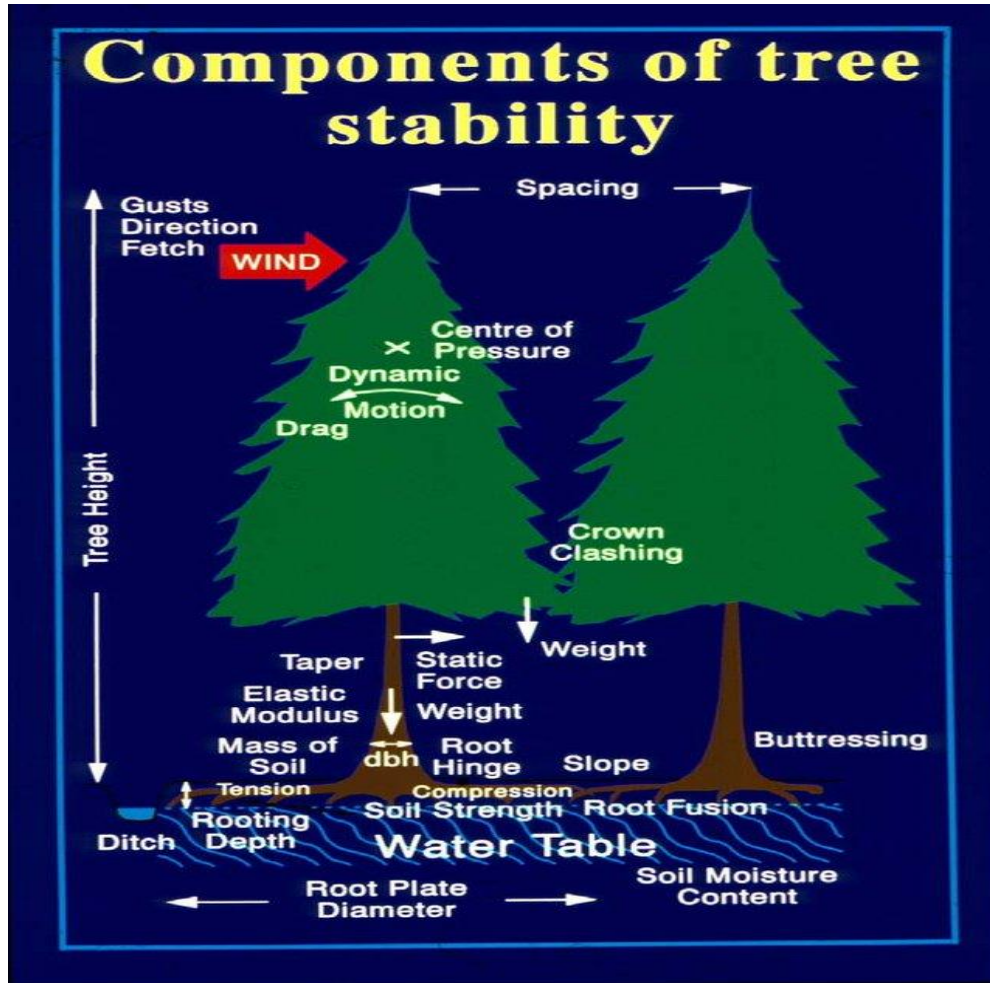 Components of tree
stability
Spacing
Gusts
Direction
Fetch
WIND
Centre of
Pressure
Dynamic
Motion
Drag
Tree Height
Crown
Clashing
Weight
Taper
Static
Force
Elastic
Modulus
Weight
Buttressing
Mass of
Soil
dbh
Root
Hinge
Slope
Tension
Compression
Soil Strength
Root Fusion
Rooting
Depth
Ditch
Water Table
Soil Moisture
Content
Root Plate
Diameter